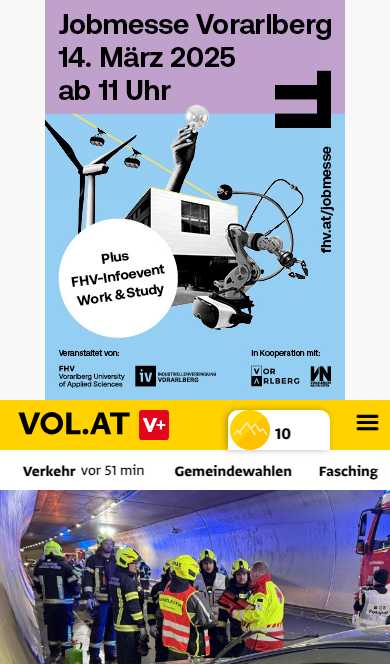 Jobmesse Vorarlberg
14. März 2025
ab 11 Uhr
fhv.at/jobmesse
Plus
FHV-Infoevent
Work & Study
Veranstaltet von:
FHV
Vorarlberg University
of Applied Sciences
iV INDUSTRIELLENVEREINIGUNG
VORARLBERG
In Kooperation mit:
VOR
ARLBERG
VOL.AT V+
10
Verkehr vor 51 min Gemeindewahlen Fasching